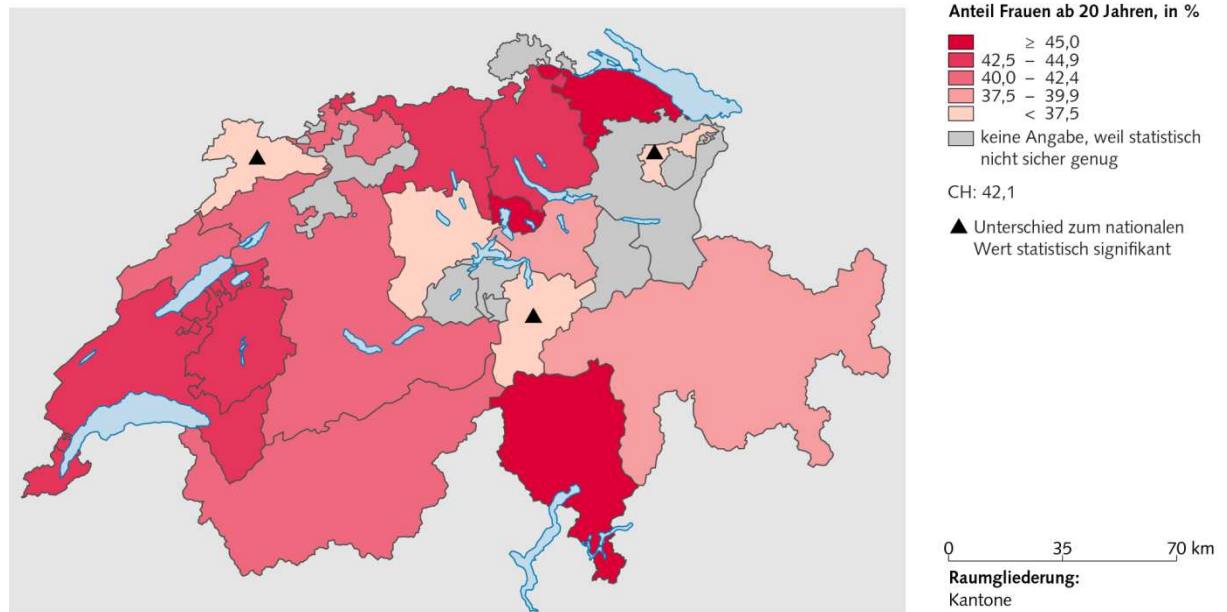 Anteil Frauen ab 20 Jahren, in %
≥ 45,0
42,5 – 44,9
40,0 – 42,4
37,5 – 39,9
< 37,5
keine Angabe, weil statistisch
nicht sicher genug
CH: 42,1
▲ Unterschied zum nationalen
Wert statistisch signifikant
0 35 70 km
Raumgliederung:
Kantone